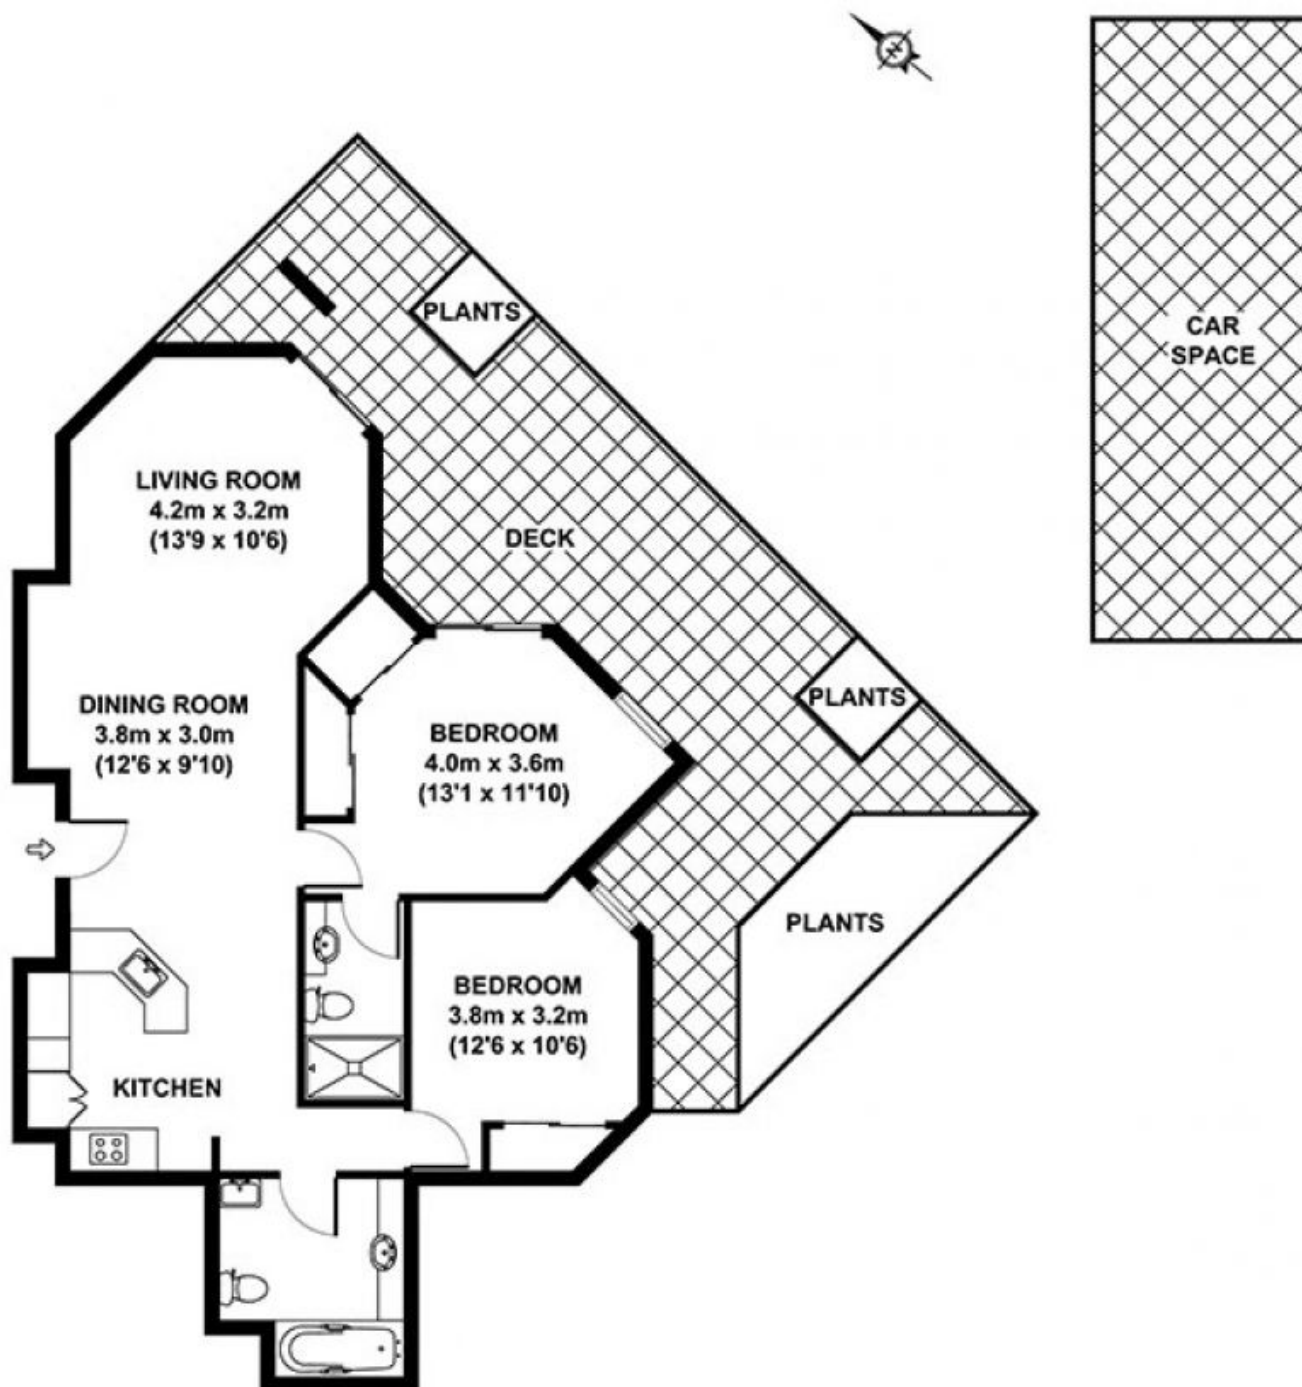 N
PLANTS
CAR
SPACE
LIVING ROOM
4.2m x 3.2m
(13'9 x 10'6)
DECK
DINING ROOM
3.8m x 3.0m
(12'6 x 9'10)
BEDROOM
4.0m x 3.6m
(13'1 x 11'10)
PLANTS
PLANTS
BEDROOM
3.8m x 3.2m
(12'6 x 10'6)
KITCHEN